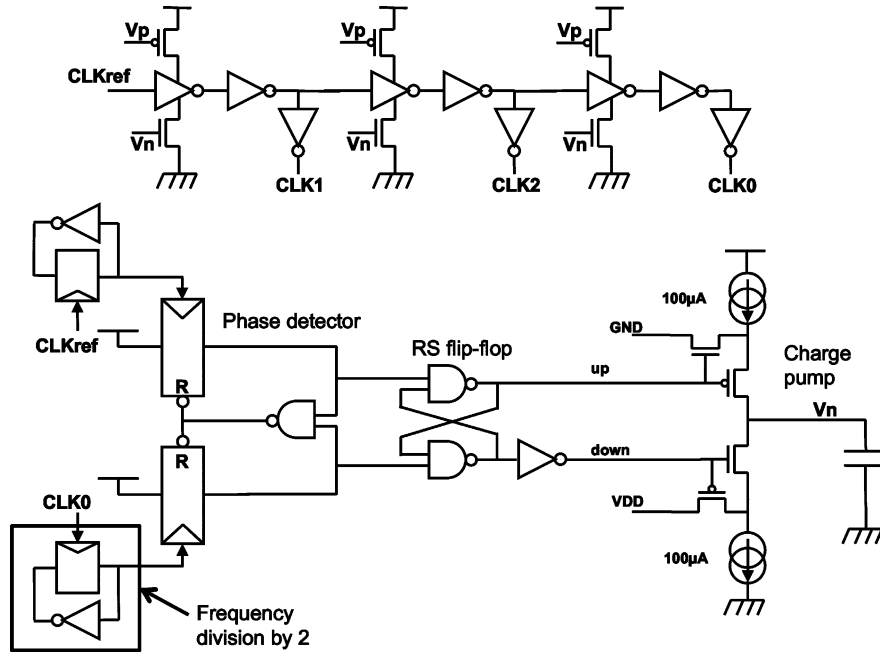 Vp
Vp
Vp
CLKref
Vn
Vn
Vn
CLK1
CLK2
CLK0
Phase detector
RS flip-flop
100µA
GND
Charge
pump
CLKref
up
Vn
R
R
down
CLK0
VDD
100µA
Frequency
division by 2